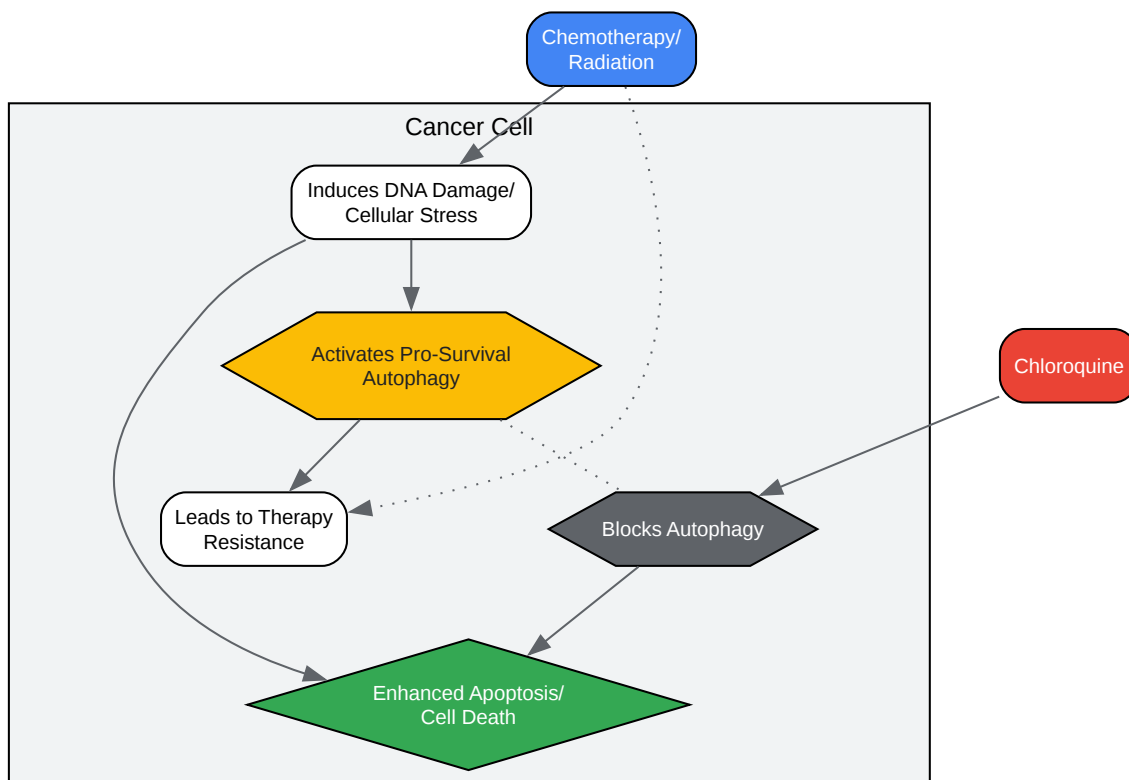 Chemotherapy/
Radiation
Cancer Cell
Induces DNA Damage/
Cellular Stress
Activates Pro-Survival
Autophagy
Chloroquine
Leads to Therapy
Resistance
Blocks Autophagy
Enhanced Apoptosis/
Cell Death